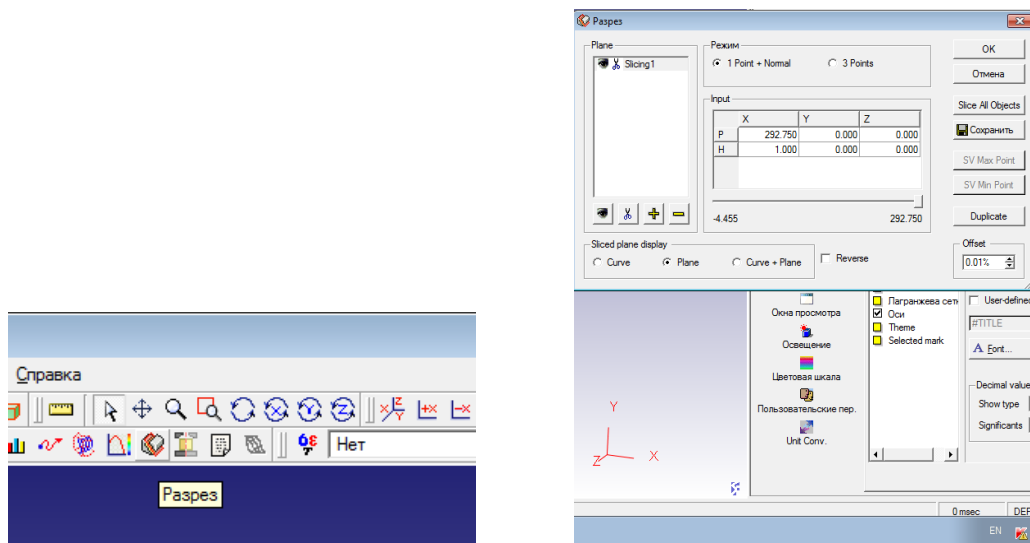 Справка
Нет
Разрез
Разрез
Plane
Slicing1
Режим
1 Point + Normal
3 Points
Input
X Y Z
P 292.750 0.000 0.000
H 1.000 0.000 0.000
-4.455 292.750
OK
Отмена
Slice All Objects
Сохранить
SV Max Point
SV Min Point
Duplicate
Sliced plane display
Curve Plane Curve + Plane
Reverse
Offset
0.01%
Окна просмотра
Освещение
Цветовая шкала
Пользовательские пер.
Unit Conv.
Лагранжева сетк
Оси
Theme
Selected mark
User-define
#TITLE
A Font...
Decimal value
Show type
Significants
Y
Z X
0 msec DEF
EN